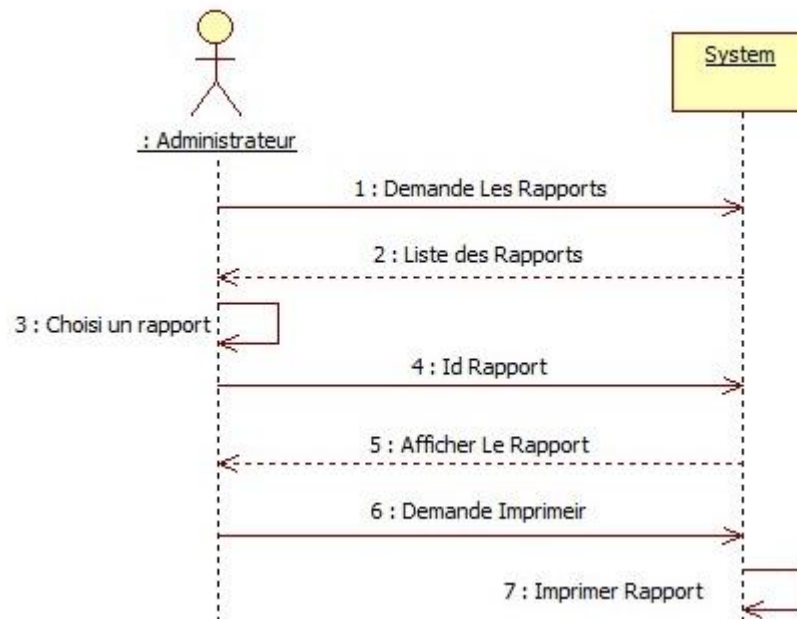 System
: Administrateur
1 : Demande Les Rapports
2 : Liste des Rapports
3 : Choisi un rapport
4 : Id Rapport
5 : Afficher Le Rapport
6 : Demande Imprimeir
7 : Imprimer Rapport